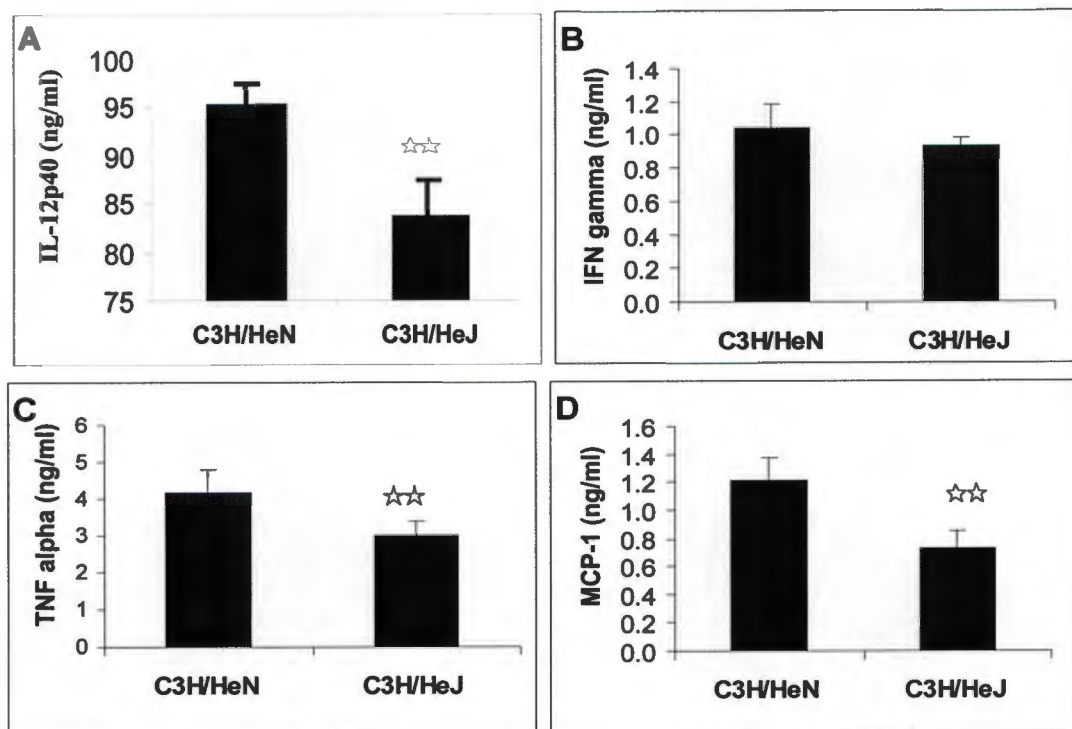 A
IL-12p40 (ng/ml)
100
95
90
85
80
75
☆☆
C3H/HeN C3H/HeJ
B
IFN gamma (ng/ml)
1.4
1.2
1.0
0.8
0.6
0.4
0.2
0.0
C3H/HeN C3H/HeJ
C
TNF alpha (ng/ml)
6
5
4
3
2
1
0
☆☆
C3H/HeN C3H/HeJ
D
MCP-1 (ng/ml)
1.6
1.4
1.2
1.0
0.8
0.6
0.4
0.2
0.0
☆☆
C3H/HeN C3H/HeJ